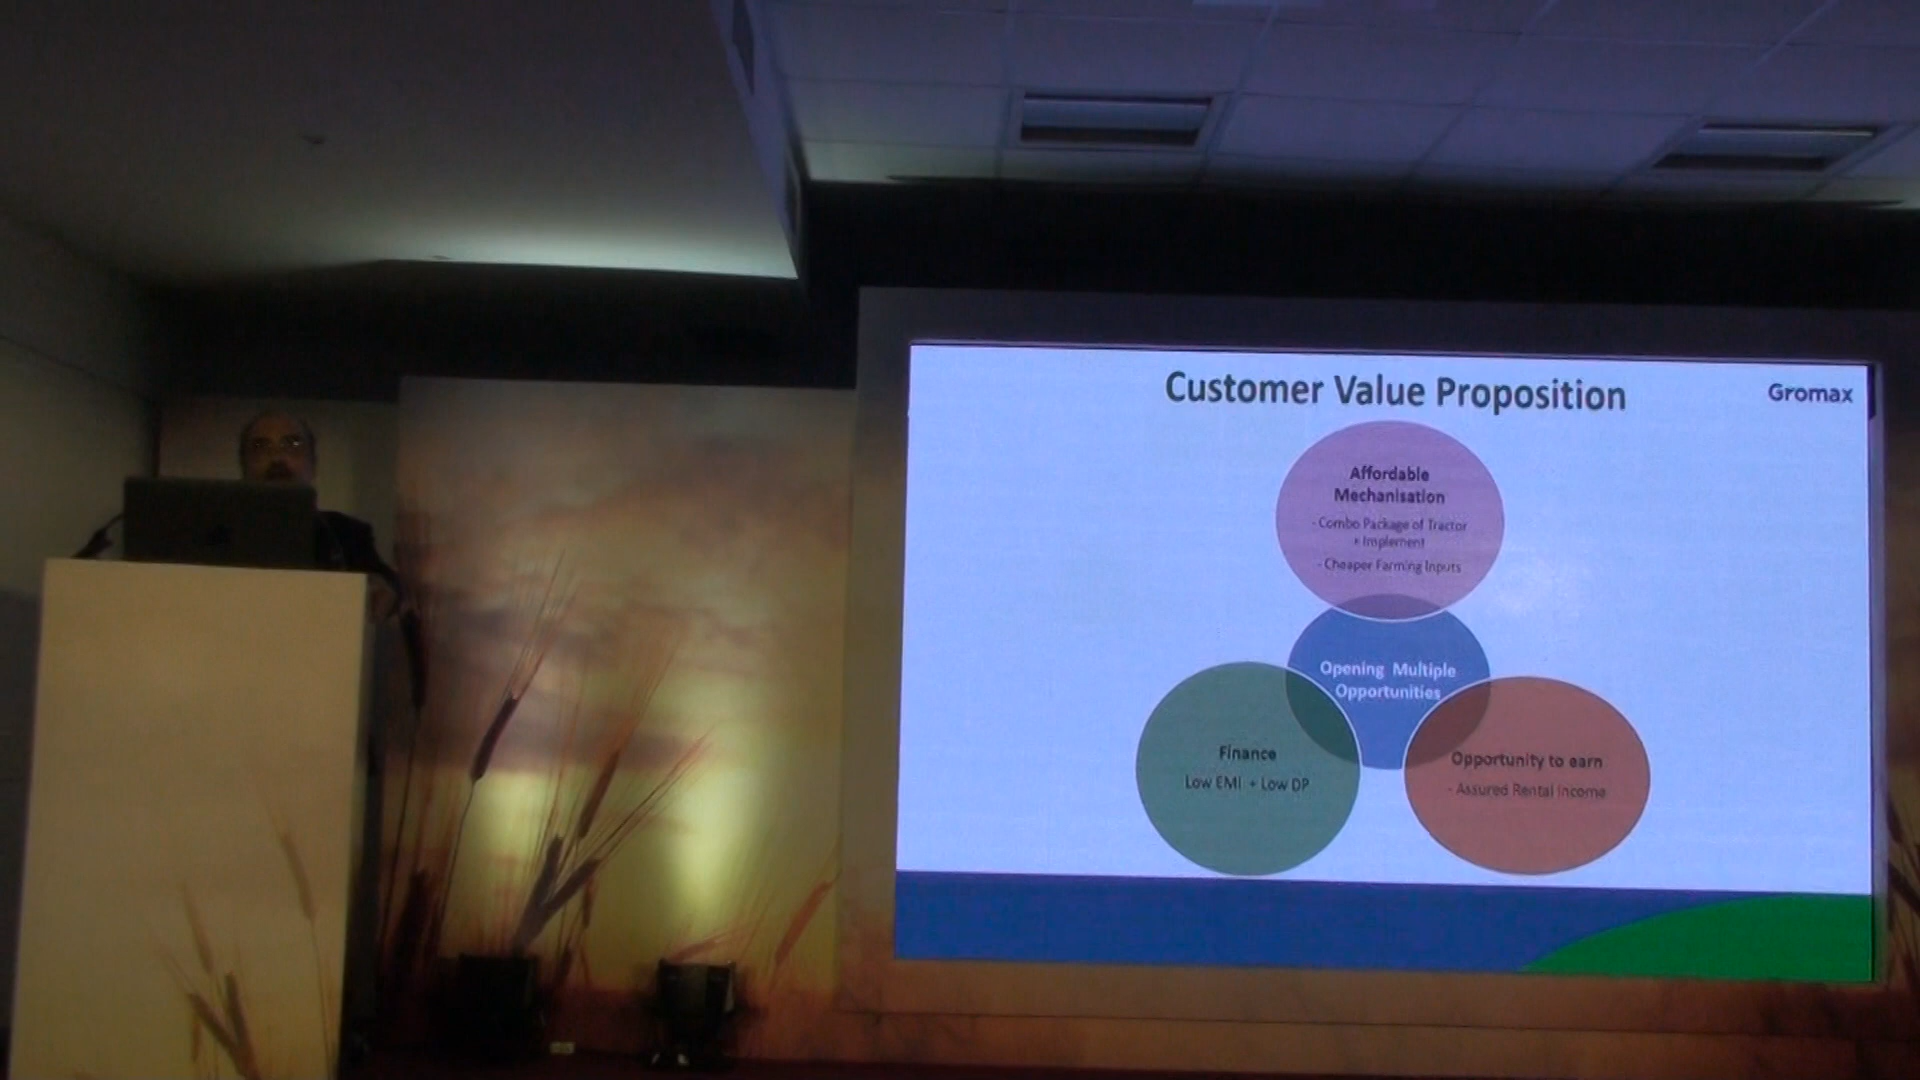 Customer Value Proposition
Gromax
Affordable
Mechanisation
- Combo Package of Tractor
+ Implement
- Cheaper Farming Inputs
Opening Multiple
Opportunities
Finance
Low EMI + Low DP
Opportunity to earn
- Assured Rental Income